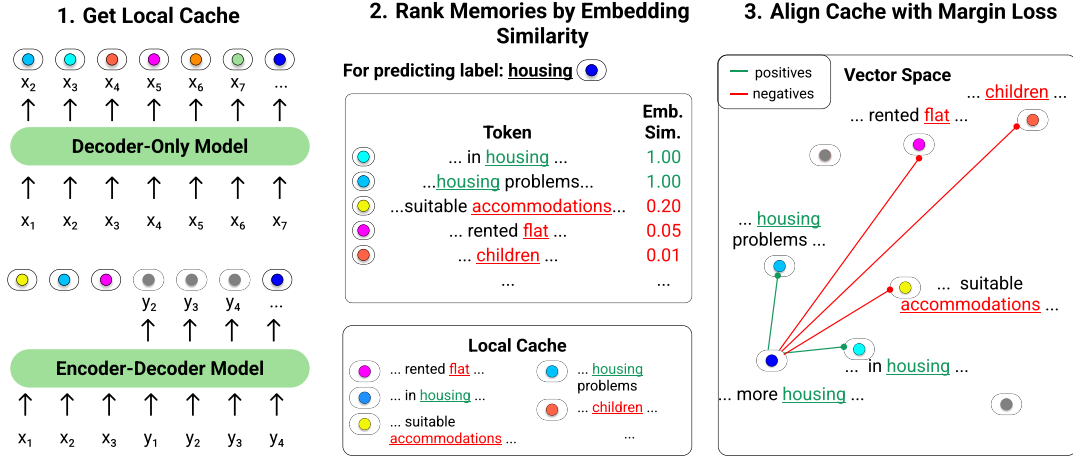 1. Get Local Cache
x2 x3 x4 x5 x6 x7 ...
Decoder-Only Model
x1 x2 x3 x4 x5 x6 x7
y2 y3 y4 ...
Encoder-Decoder Model
x1 x2 x3 y1 y2 y3 y4
2. Rank Memories by Embedding
Similarity
For predicting label: housing
Token Emb. Sim.
... in housing ... 1.00
...housing problems... 1.00
...suitable accommodations... 0.20
... rented flat ... 0.05
... children ... 0.01
... ...
Local Cache
... rented flat ...
... in housing ...
... suitable
accommodations ...
... housing
problems
... children ...
...
3. Align Cache with Margin Loss
positives
negatives
Vector Space
... children ...
... rented flat ...
... housing
problems ...
... suitable
accommodations ...
... in housing ...
... more housing ...